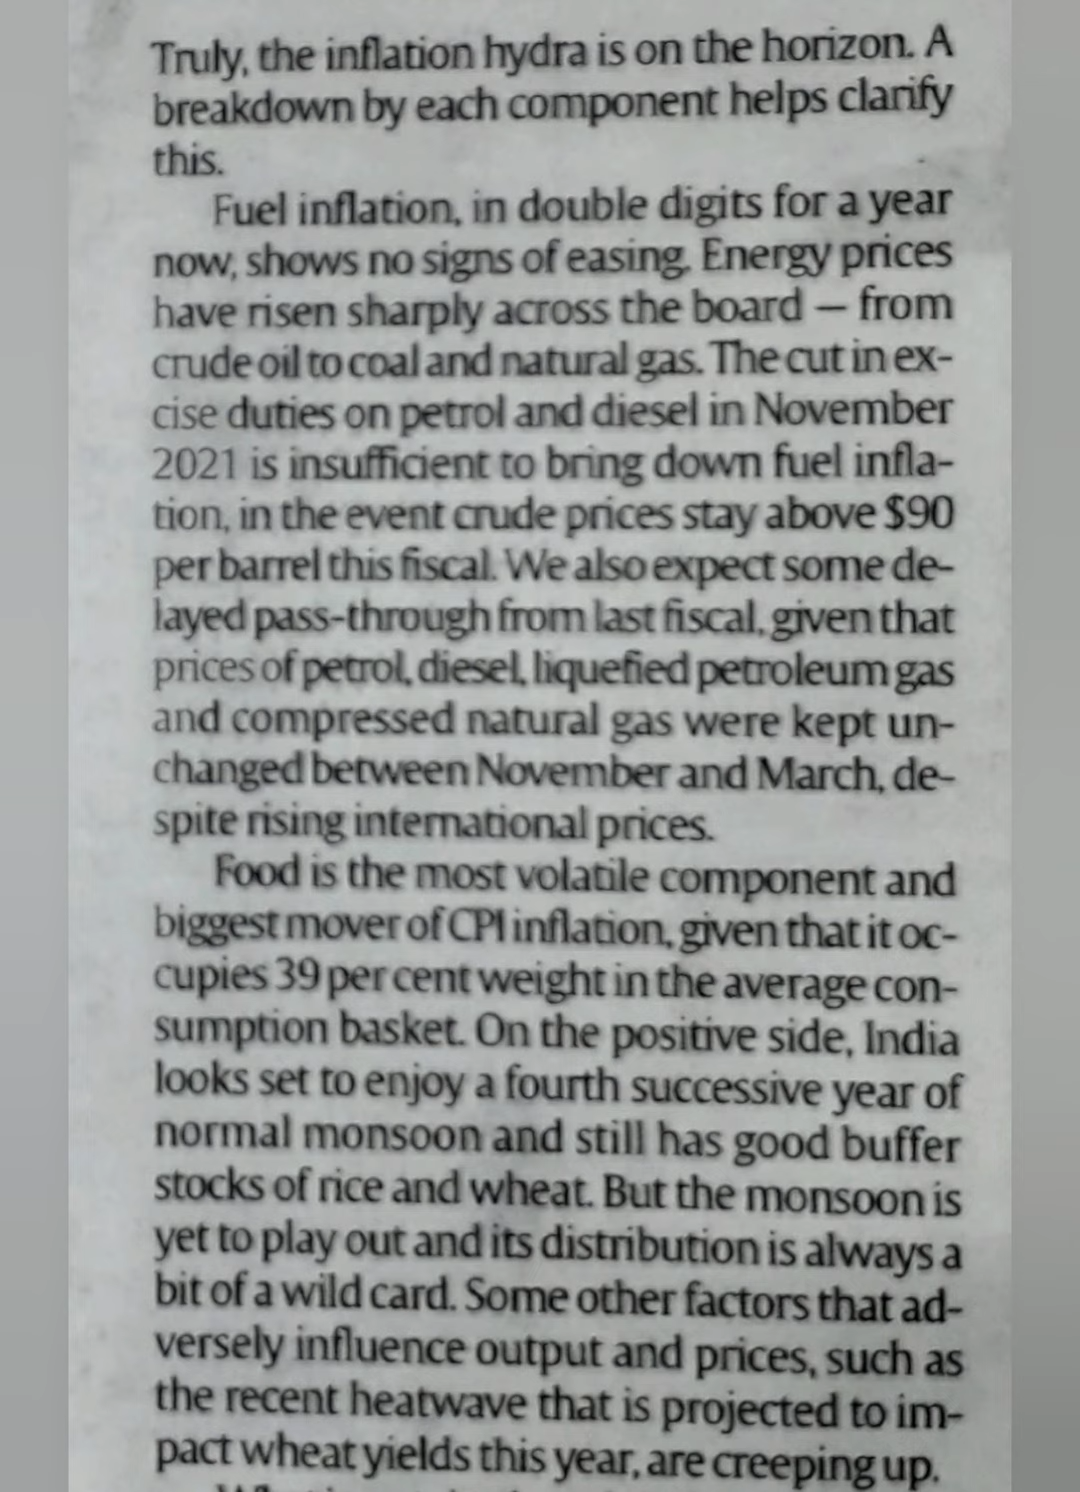 Truly, the inflation hydra is on the horizon. A
breakdown by each component helps clarify
this.
Fuel inflation, in double digits for a year
now, shows no signs of easing. Energy prices
have risen sharply across the board — from
crude oil to coal and natural gas. The cut in ex-
cise duties on petrol and diesel in November
2021 is insufficient to bring down fuel infla-
tion, in the event crude prices stay above $90
per barrel this fiscal. We also expect some de-
layed pass-through from last fiscal, given that
prices of petrol, diesel, liquefied petroleum gas
and compressed natural gas were kept un-
changed between November and March, de-
spite rising international prices.
Food is the most volatile component and
biggest mover of CPI inflation, given that it oc-
cupies 39 per cent weight in the average con-
sumption basket. On the positive side, India
looks set to enjoy a fourth successive year of
normal monsoon and still has good buffer
stocks of rice and wheat. But the monsoon is
yet to play out and its distribution is always a
bit of a wild card. Some other factors that ad-
versely influence output and prices, such as
the recent heatwave that is projected to im-
pact wheat yields this year, are creeping up.